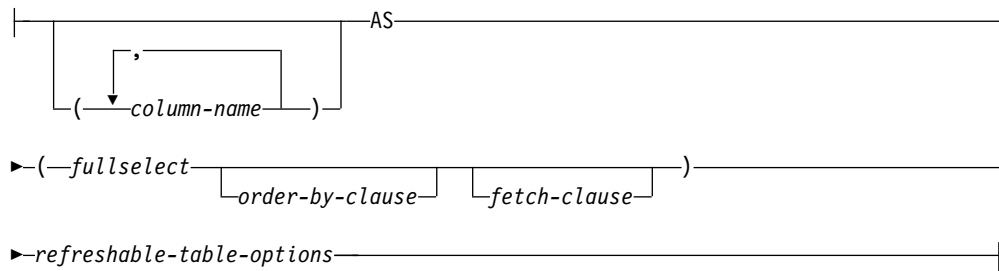 AS
,
( column-name )
( fullselect )
order-by-clause fetch-clause
refreshable-table-options